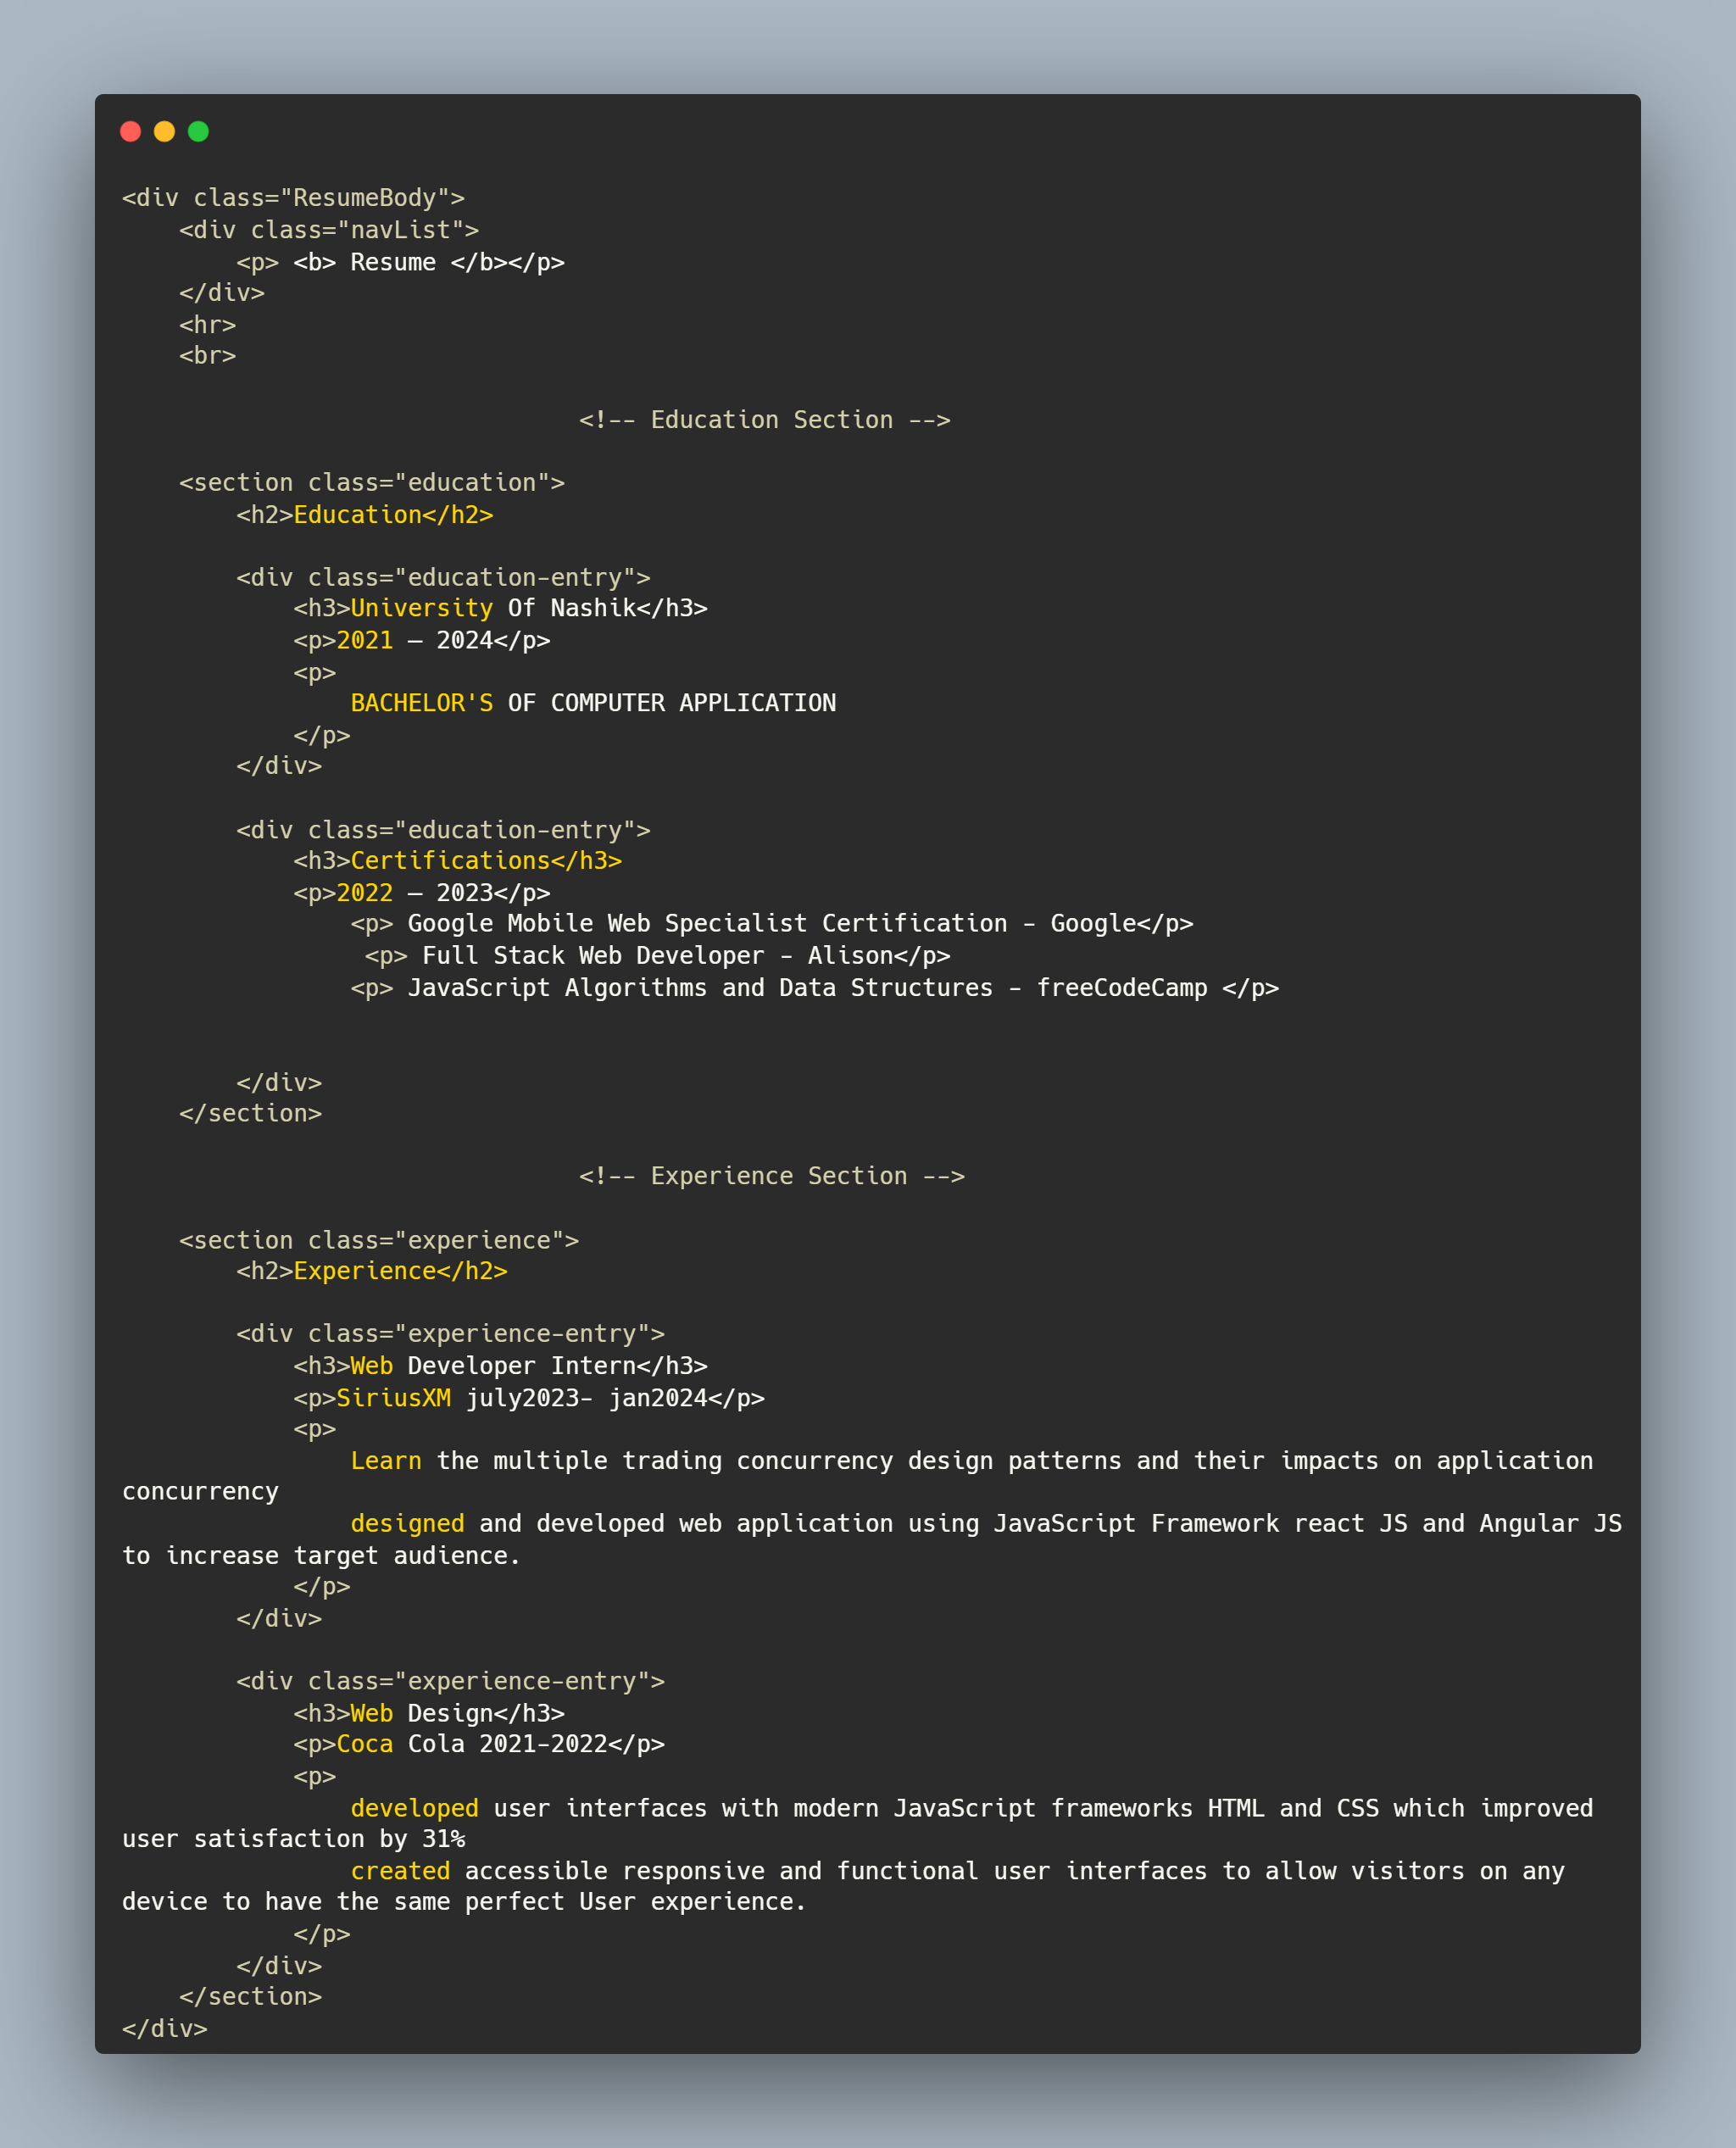 <div class="ResumeBody">
    <div class="navList">
        <p> <b> Resume </b></p>
    </div>
    <hr>
    <br>

                                <!-- Education Section -->

    <section class="education">
        <h2>Education</h2>

        <div class="education-entry">
            <h3>University Of Nashik</h3>
            <p>2021 – 2024</p>
            <p>
                BACHELOR'S OF COMPUTER APPLICATION
            </p>
        </div>

        <div class="education-entry">
            <h3>Certifications</h3>
            <p>2022 – 2023</p>
                <p> Google Mobile Web Specialist Certification - Google</p>
                 <p> Full Stack Web Developer - Alison</p>
                <p> JavaScript Algorithms and Data Structures - freeCodeCamp </p>


        </div>
    </section>

                                <!-- Experience Section -->

    <section class="experience">
        <h2>Experience</h2>

        <div class="experience-entry">
            <h3>Web Developer Intern</h3>
            <p>SiriusXM july2023- jan2024</p>
            <p>
                Learn the multiple trading concurrency design patterns and their impacts on application
concurrency
                designed and developed web application using JavaScript Framework react JS and Angular JS
to increase target audience.
            </p>
        </div>

        <div class="experience-entry">
            <h3>Web Design</h3>
            <p>Coca Cola 2021-2022</p>
            <p>
                developed user interfaces with modern JavaScript frameworks HTML and CSS which improved
user satisfaction by 31%
                created accessible responsive and functional user interfaces to allow visitors on any
device to have the same perfect User experience.
            </p>
        </div>
    </section>
</div>